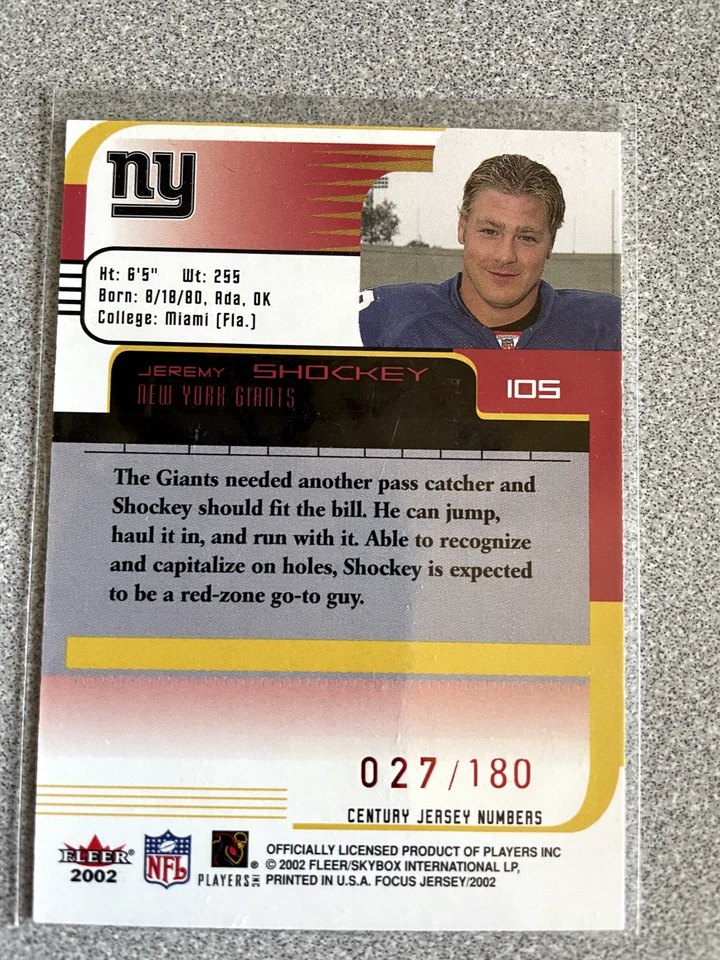 ny
Ht: 6'5" Wt: 255
Born: 8/18/80, Ada, OK
College: Miami (Fla.)
JEREMY SHOCKEY
NEW YORK GIANTS
105
The Giants needed another pass catcher and
Shockey should fit the bill. He can jump,
haul it in, and run with it. Able to recognize
and capitalize on holes, Shockey is expected
to be a red-zone go-to guy.
027/180
CENTURY JERSEY NUMBERS
FLEER®
2002
NFL
PLAYERS INC ®
OFFICIALLY LICENSED PRODUCT OF PLAYERS INC
© 2002 FLEER/SKYBOX INTERNATIONAL LP,
PRINTED IN U.S.A. FOCUS JERSEY/2002